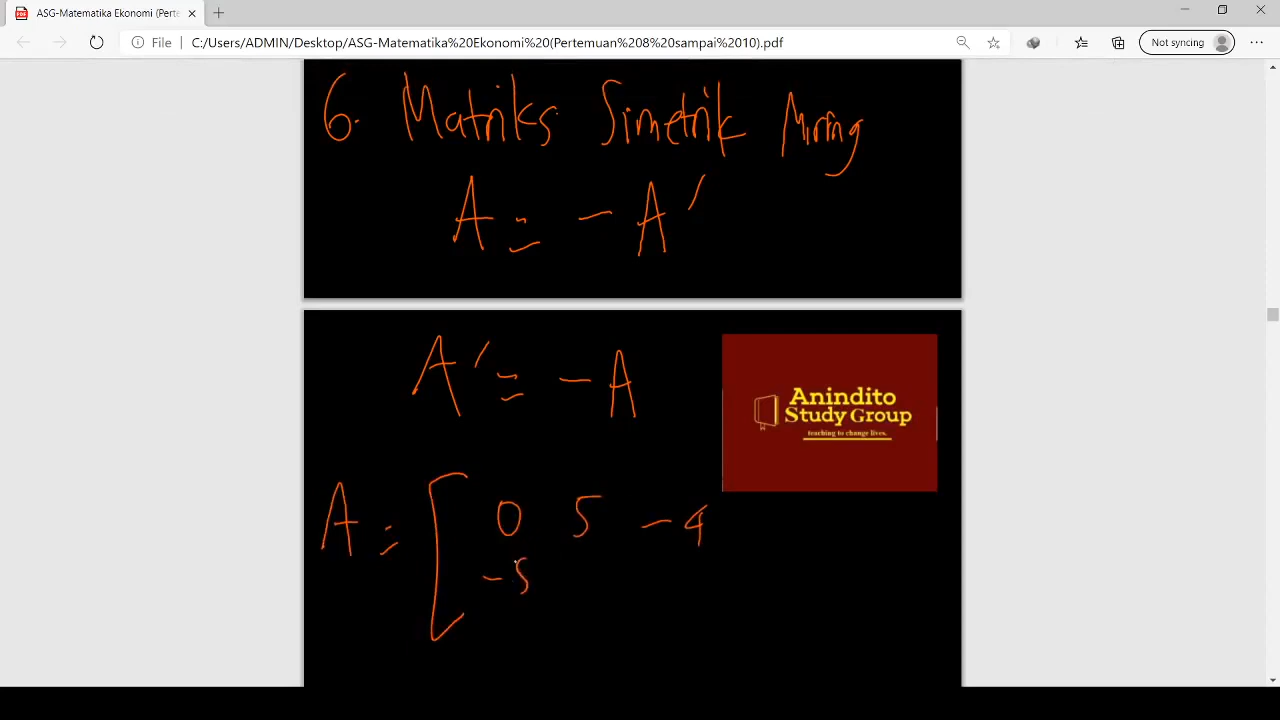 ASG-Matematika Ekonomi (Perte
File C:/Users/ADMIN/Desktop/ASG-Matematika%20Ekonomi%20(Pertemuan%208%20sampai%2010).pdf Not syncing
6. Matriks Simetrik Miring
A = - A'
A' = - A
Anindito
Study Group
teaching to change lives.
A = [ 0 5 -4
-5